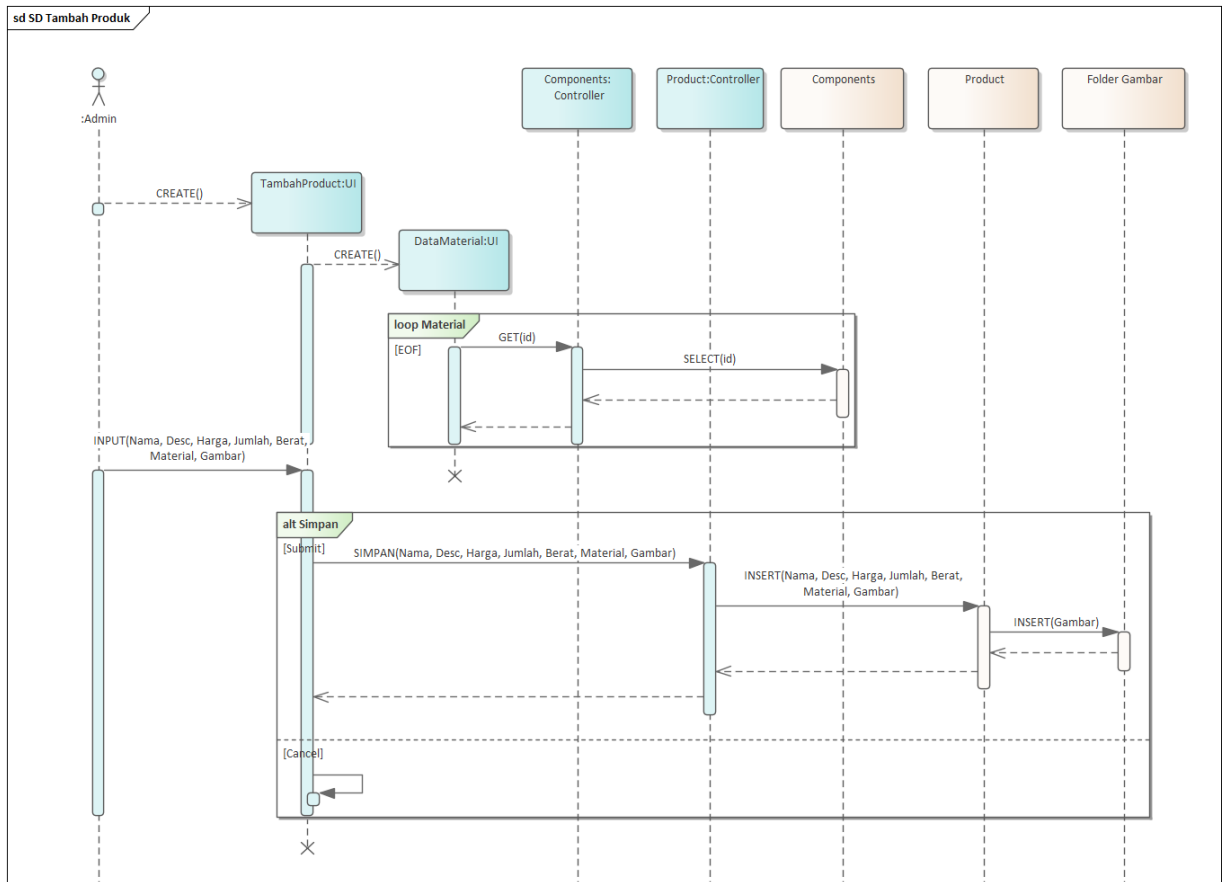 sd SD Tambah Produk
:Admin
Components:
Controller
Product:Controller
Components
Product
Folder Gambar
TambahProduct:UI
CREATE()
DataMaterial:UI
CREATE()
loop Material
[EOF]
GET(id)
SELECT(id)
INPUT(Nama, Desc, Harga, Jumlah, Berat,
Material, Gambar)
alt Simpan
[Submit]
SIMPAN(Nama, Desc, Harga, Jumlah, Berat, Material, Gambar)
INSERT(Nama, Desc, Harga, Jumlah, Berat,
Material, Gambar)
INSERT(Gambar)
[Cancel]